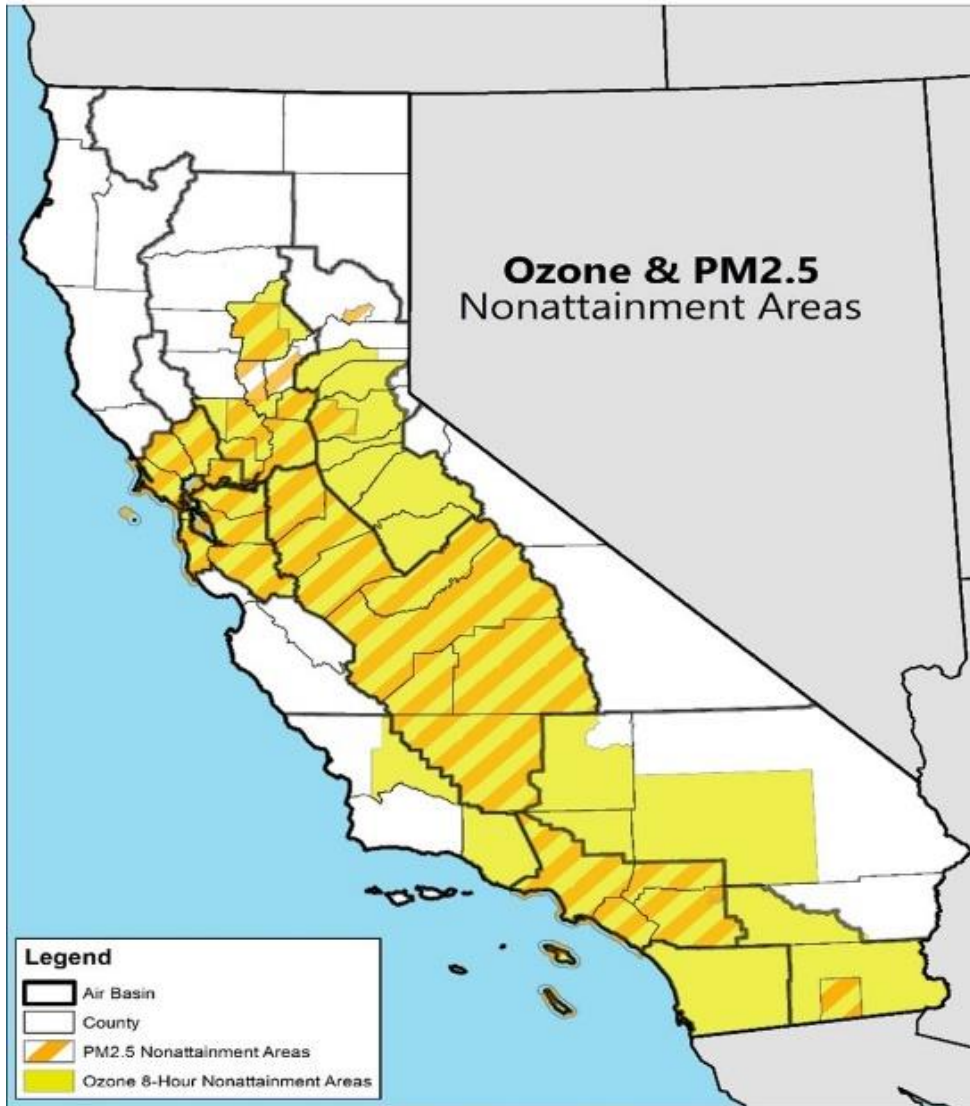 Ozone & PM2.5
Nonattainment Areas
Legend
Air Basin
County
PM2.5 Nonattainment Areas
Ozone 8-Hour Nonattainment Areas